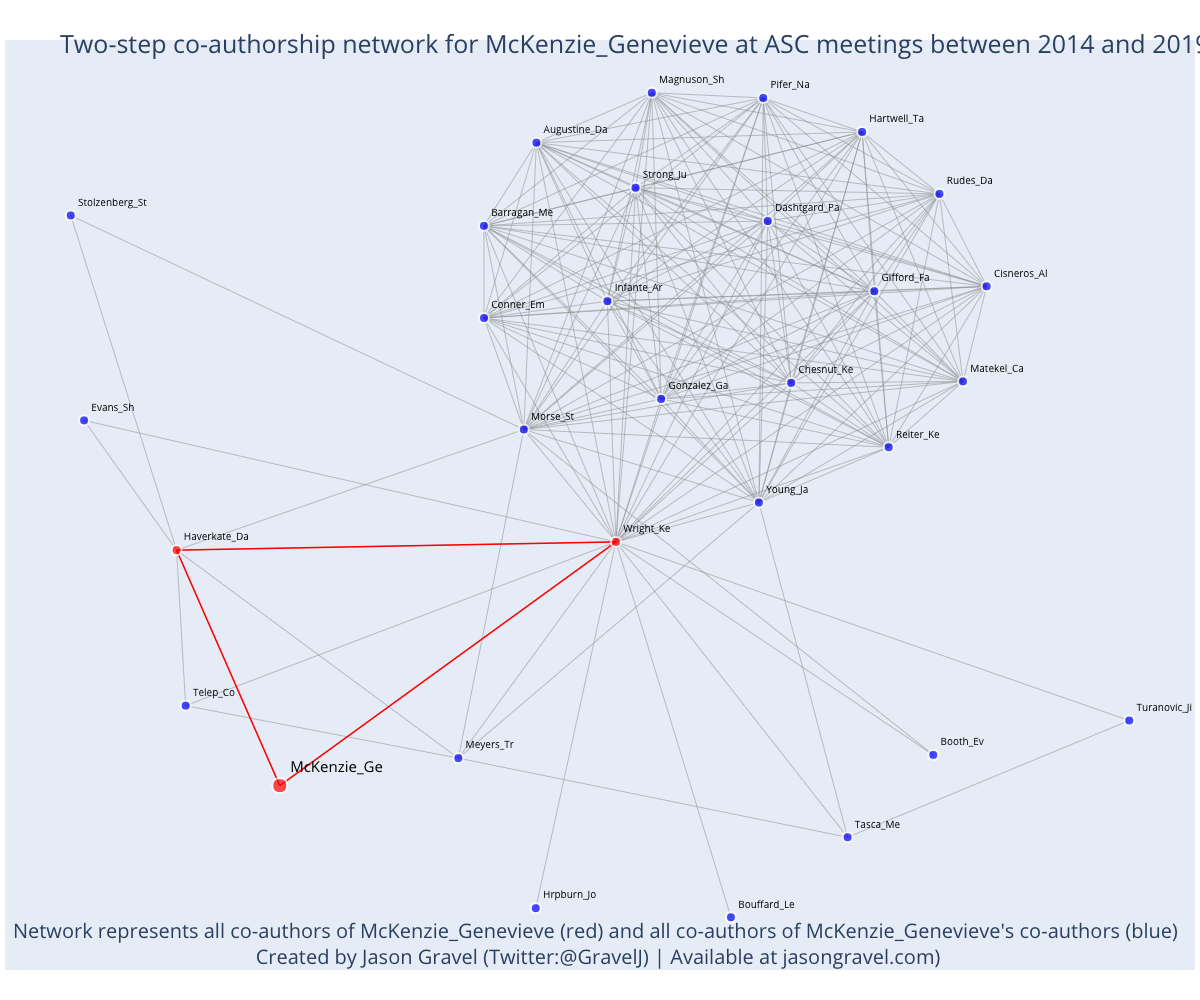 Two-step co-authorship network for McKenzie_Genevieve at ASC meetings between 2014 and 2019
Magnuson_Sh
Pifer_Na
Hartwell_Ta
Augustine_Da
Strong_Ju
Rudes_Da
Stolzenberg_St
Barragan_Me
Dashtgard_Pa
Cisneros_Al
Gifford_Fa
Infante_Ar
Conner_Em
Matekel_Ca
Chesnut_Ke
Gonzalez_Ga
Evans_Sh
Morse_St
Reiter_Ke
Young_Ja
Wright_Ke
Haverkate_Da
Telep_Co
Turanovic_Ji
Meyers_Tr
Booth_Ev
McKenzie_Ge
Tasca_Me
Hrpburn_Jo
Bouffard_Le
Network represents all co-authors of McKenzie_Genevieve (red) and all co-authors of McKenzie_Genevieve's co-authors (blue)
Created by Jason Gravel (Twitter:@GravelJ) | Available at jasongravel.com)